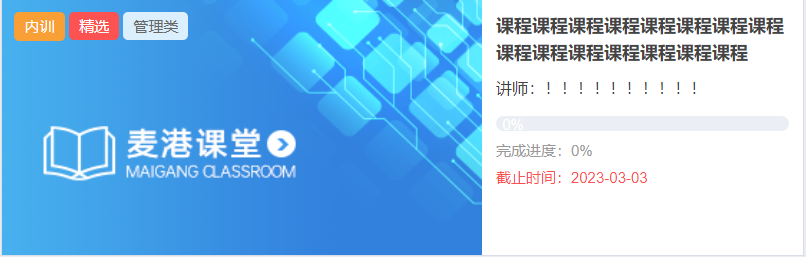 内训 精选 管理类
麦港课堂
MAIGANG CLASSROOM
课程课程课程课程课程课程课程课程
课程课程课程课程课程课程课程
讲师：！！！！！！！！！！
0%
完成进度：0%
截止时间：2023-03-03